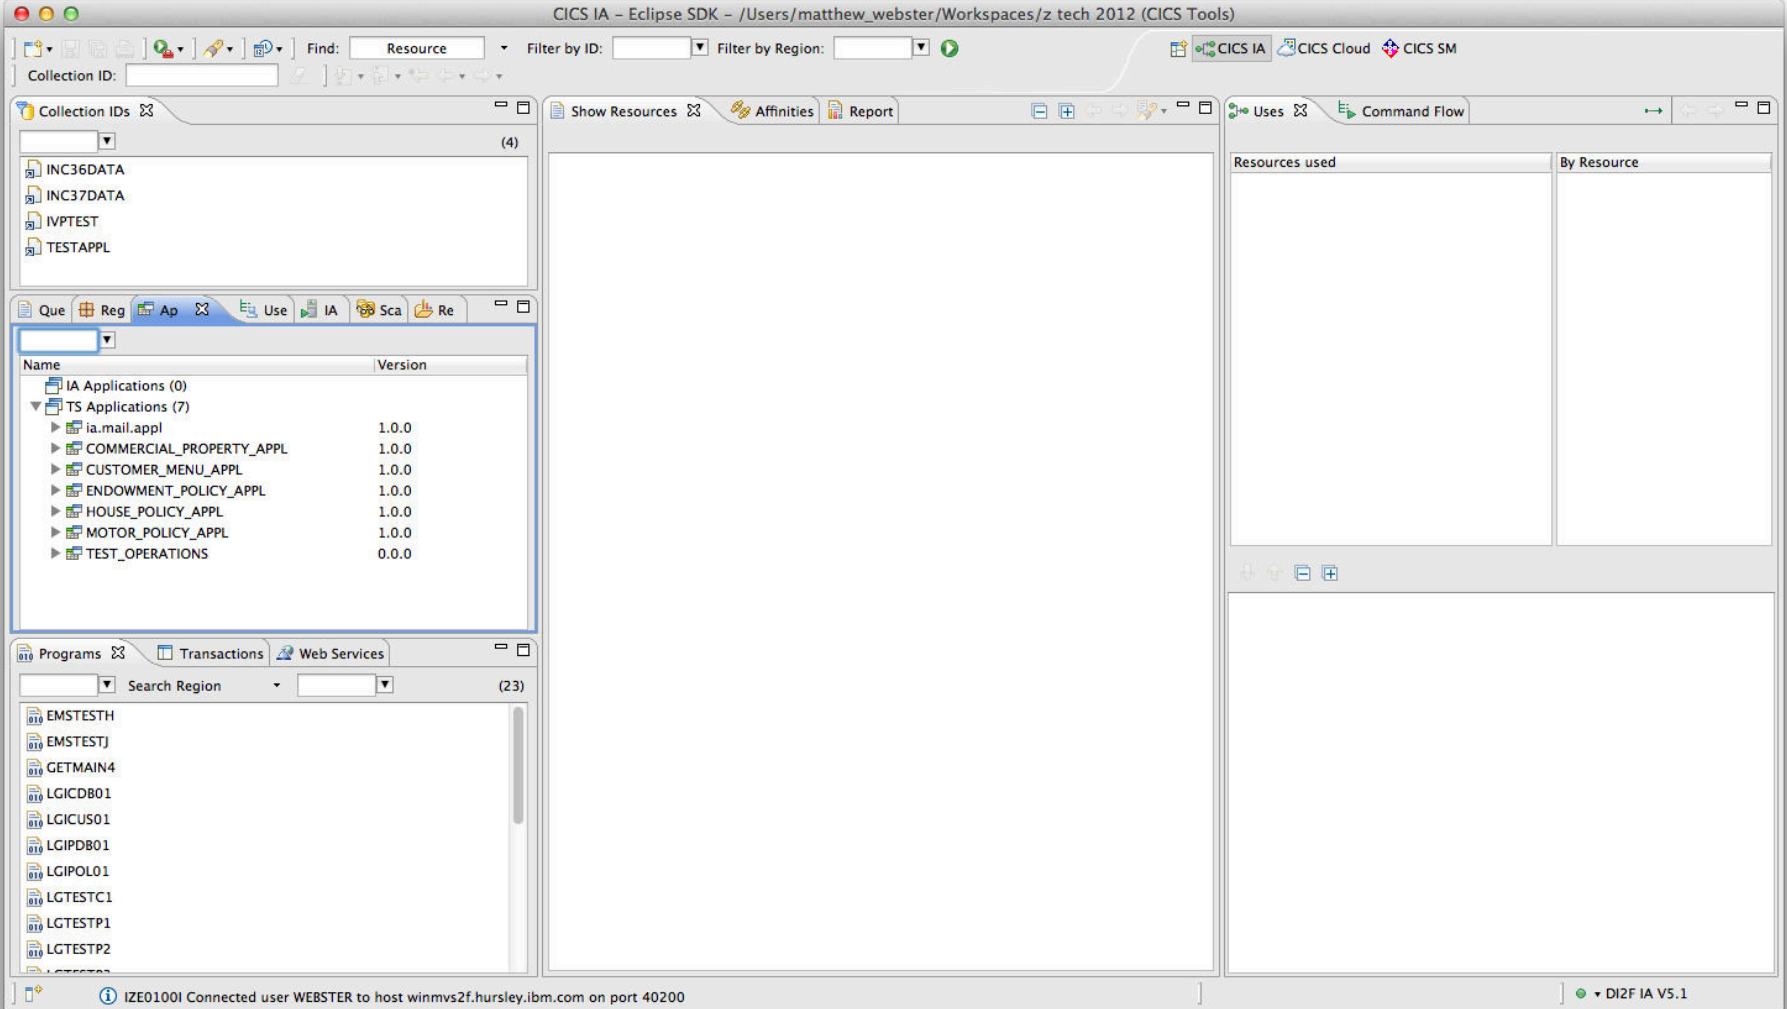 CICS IA – Eclipse SDK – /Users/matthew_webster/Workspaces/z tech 2012 (CICS Tools)
Find: Resource Filter by ID: Filter by Region: CICS IA CICS Cloud CICS SM
Collection ID:
Collection IDs
(4)
INC36DATA
INC37DATA
IVPTEST
TESTAPPL
Que Reg Ap Use IA Sca Re
Name Version
IA Applications (0)
TS Applications (7)
ia.mail.appl 1.0.0
COMMERCIAL_PROPERTY_APPL 1.0.0
CUSTOMER_MENU_APPL 1.0.0
ENDOWMENT_POLICY_APPL 1.0.0
HOUSE_POLICY_APPL 1.0.0
MOTOR_POLICY_APPL 1.0.0
TEST_OPERATIONS 0.0.0
Programs Transactions Web Services
Search Region (23)
EMSTESTH
EMSTESTJ
GETMAIN4
LGICDB01
LGICUS01
LGIPDB01
LGIPOL01
LGTESTC1
LGTESTP1
LGTESTP2
Show Resources Affinities Report
Uses Command Flow
Resources used By Resource
IZE0100I Connected user WEBSTER to host winmvs2f.hursley.ibm.com on port 40200
DI2F IA V5.1